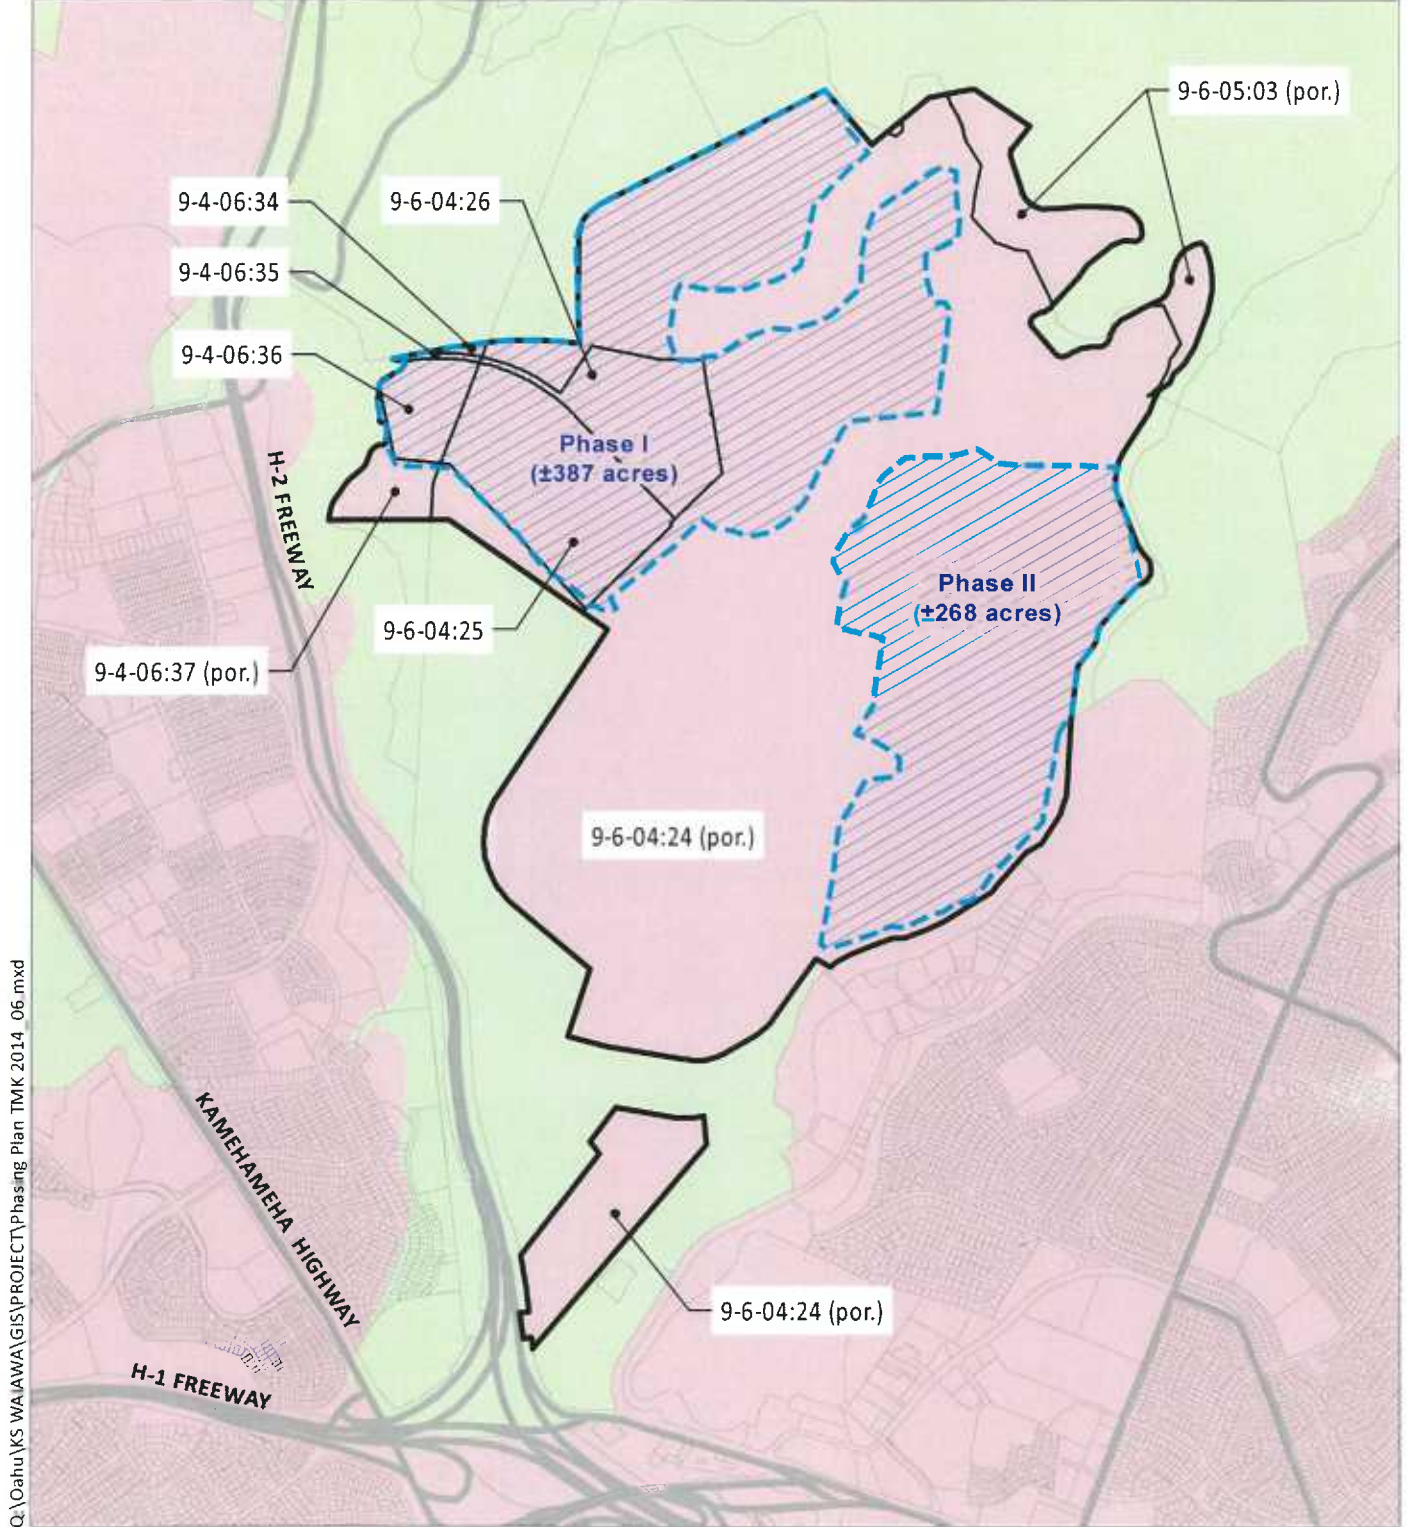 9-6-05:03 (por.)
9-4-06:34
9-6-04:26
9-4-06:35
9-4-06:36
Phase I
(±387 acres)
H-2 FREEWAY
Phase II
(±268 acres)
9-6-04:25
9-4-06:37 (por.)
9-6-04:24 (por.)
KAMEHAMEHA HIGHWAY
9-6-04:24 (por.)
H-1 FREEWAY
Q:\Oahu\KS WAIAWA\GIS\PROJECT\Phasing Plan TMK 2014_06.mxd